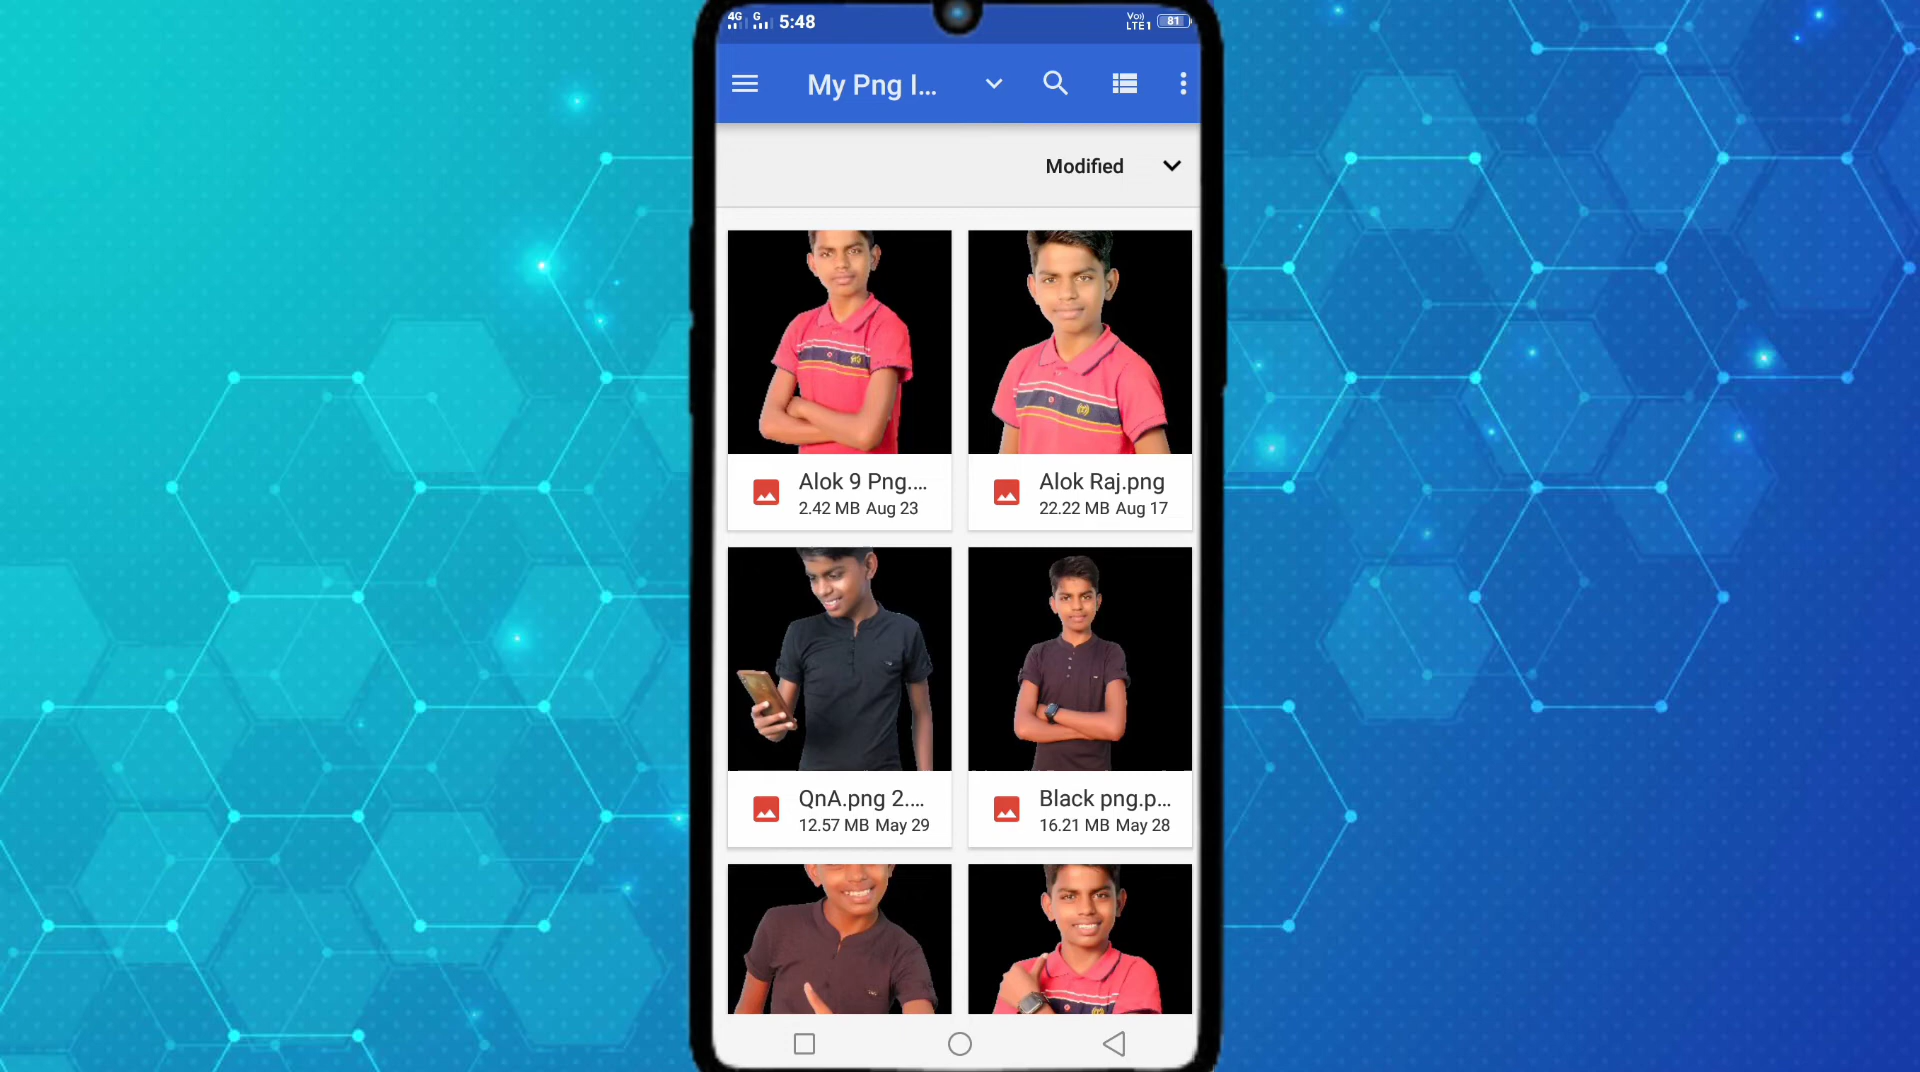 4G G 5:48 Vo)) LTE1 81
My Png I...
Modified
Alok 9 Png....
2.42 MB Aug 23
Alok Raj.png
22.22 MB Aug 17
QnA.png 2....
12.57 MB May 29
Black png.p...
16.21 MB May 28